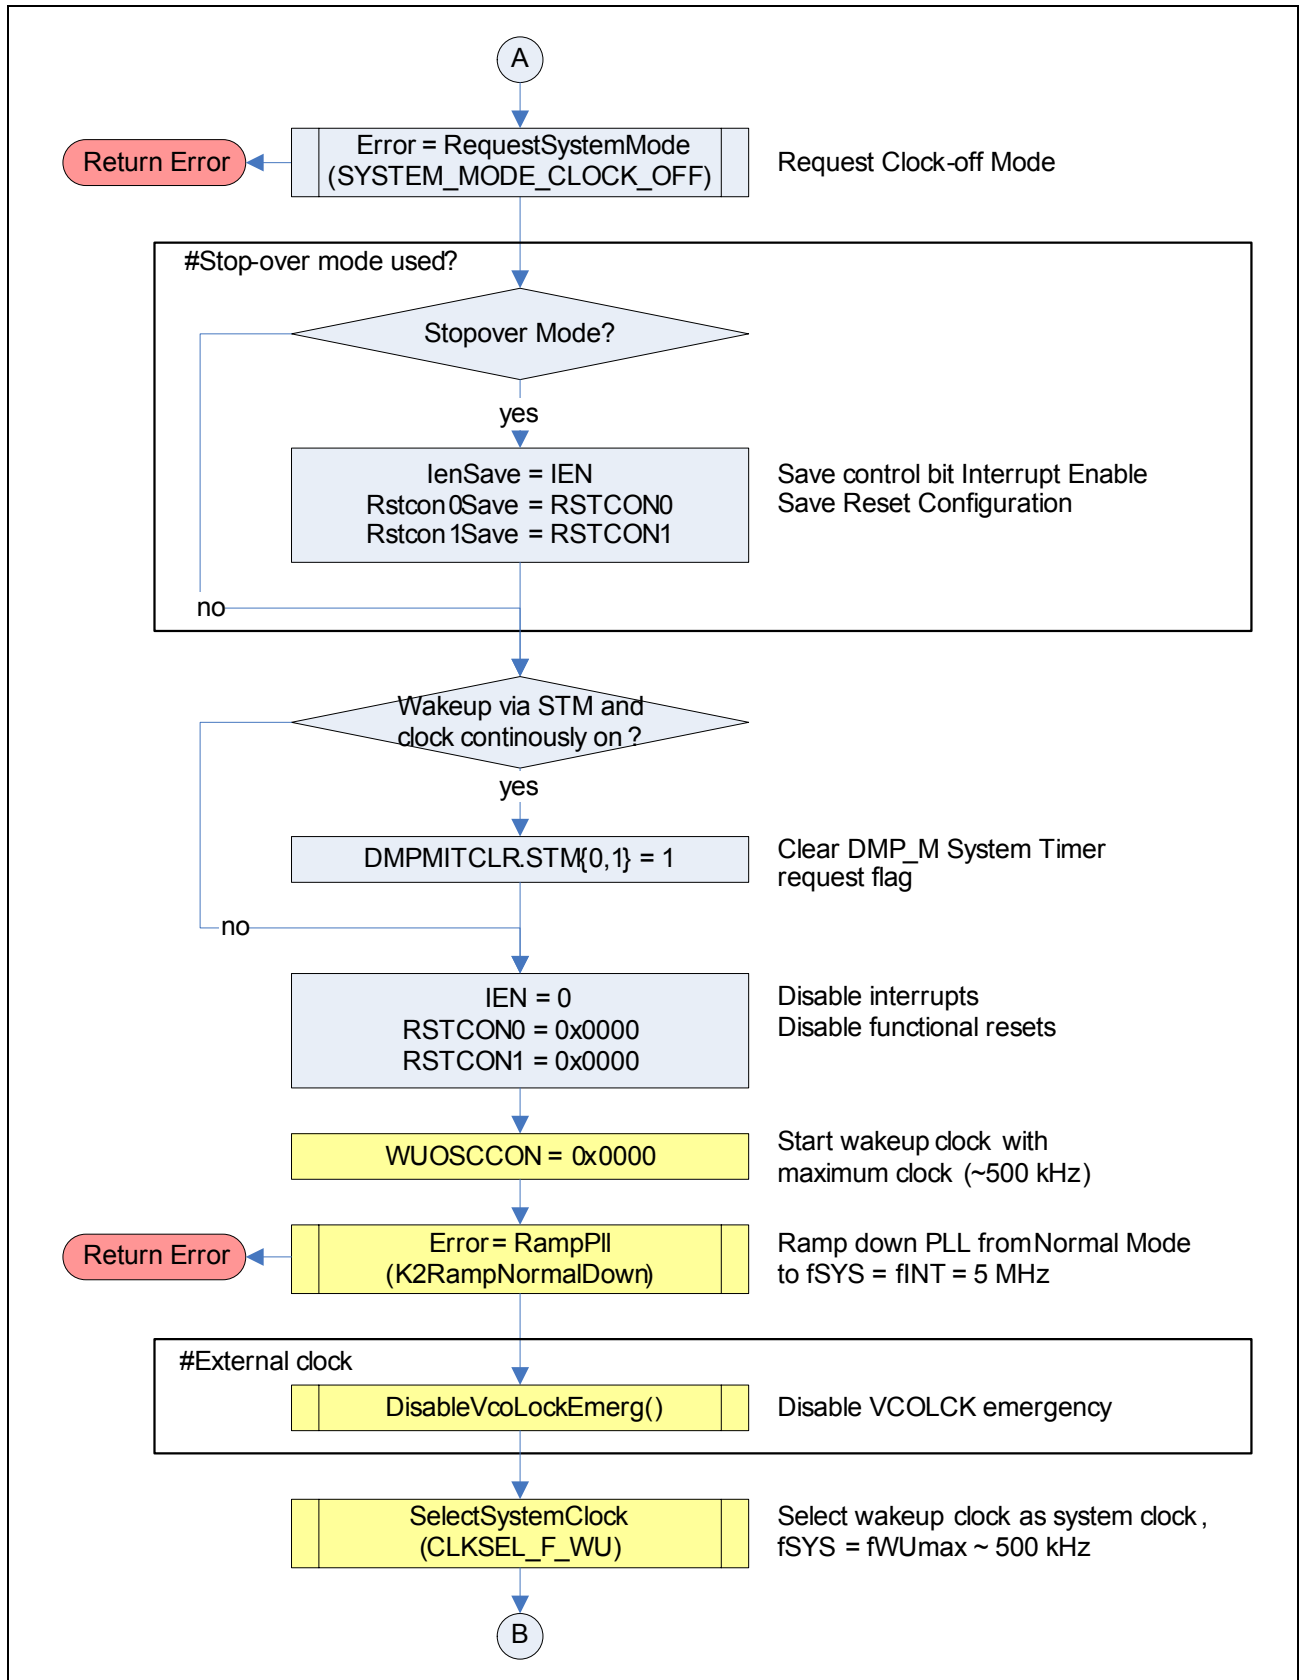 A
Return Error
Error = RequestSystemMode
(SYSTEM_MODE_CLOCK_OFF)
Request Clock-off Mode
#Stop-over mode used?
Stopover Mode?
yes
IenSave = IEN
Rstcon0Save = RSTCON0
Rstcon1Save = RSTCON1
Save control bit Interrupt Enable
Save Reset Configuration
no
Wakeup via STM and
clock continously on ?
yes
DMPMITCLR.STM{0,1} = 1
Clear DMP_M System Timer
request flag
no
IEN = 0
RSTCON0 = 0x0000
RSTCON1 = 0x0000
Disable interrupts
Disable functional resets
WUOSCCON = 0x0000
Start wakeup clock with
maximum clock (~500 kHz)
Return Error
Error = RampPll
(K2RampNormalDown)
Ramp down PLL from Normal Mode
to fSYS = fINT = 5 MHz
#External clock
DisableVcoLockEmerg()
Disable VCOLCK emergency
SelectSystemClock
(CLKSEL_F_WU)
Select wakeup clock as system clock,
fSYS = fWUmax ~ 500 kHz
B